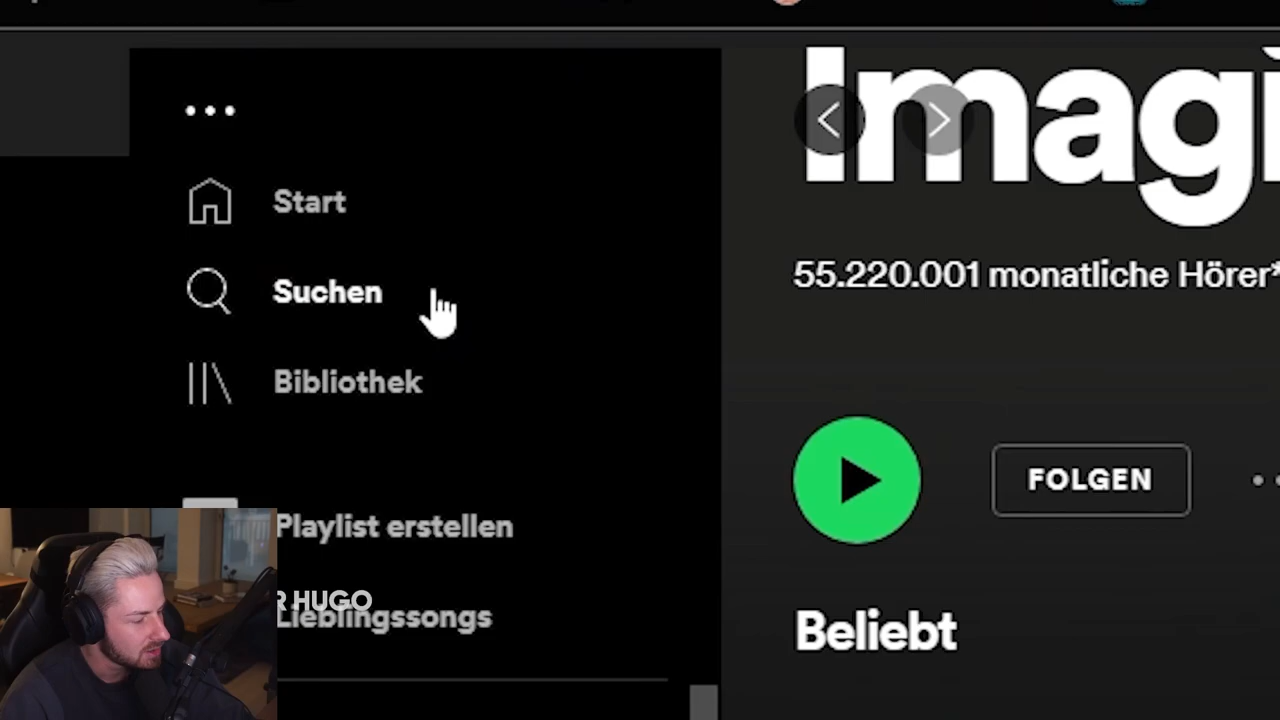 Start
Suchen
Bibliothek
Playlist erstellen
R HUGO
Lieblingssongs
Imagi
55.220.001 monatliche Hörer*
FOLGEN
Beliebt